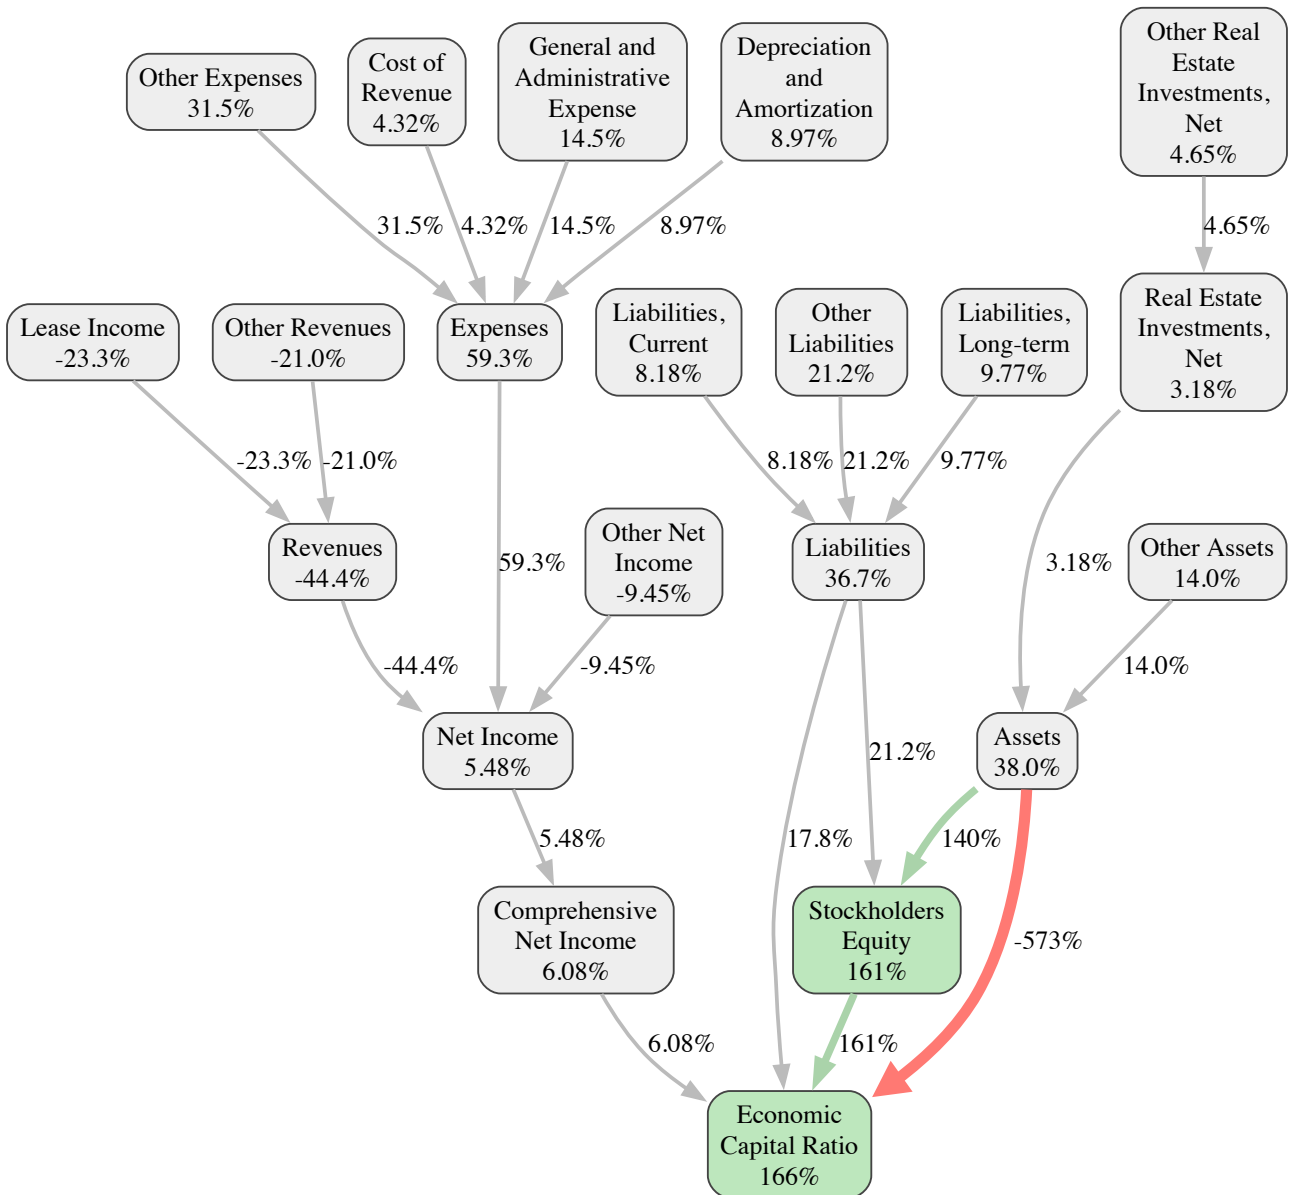 Other Expenses
31.5%
Cost of
Revenue
4.32%
General and
Administrative
Expense
14.5%
Depreciation
and
Amortization
8.97%
Other Real
Estate
Investments,
Net
4.65%
31.5%
4.32%
14.5%
8.97%
4.65%
Lease Income
-23.3%
Other Revenues
-21.0%
Expenses
59.3%
Liabilities,
Current
8.18%
Other
Liabilities
21.2%
Liabilities,
Long-term
9.77%
Real Estate
Investments,
Net
3.18%
-23.3%
-21.0%
8.18%
21.2%
9.77%
Revenues
-44.4%
59.3%
Other Net
Income
-9.45%
Liabilities
36.7%
3.18%
Other Assets
14.0%
-44.4%
-9.45%
14.0%
Net Income
5.48%
21.2%
Assets
38.0%
5.48%
17.8%
140%
Comprehensive
Net Income
6.08%
Stockholders
Equity
161%
-573%
6.08%
161%
Economic
Capital Ratio
166%